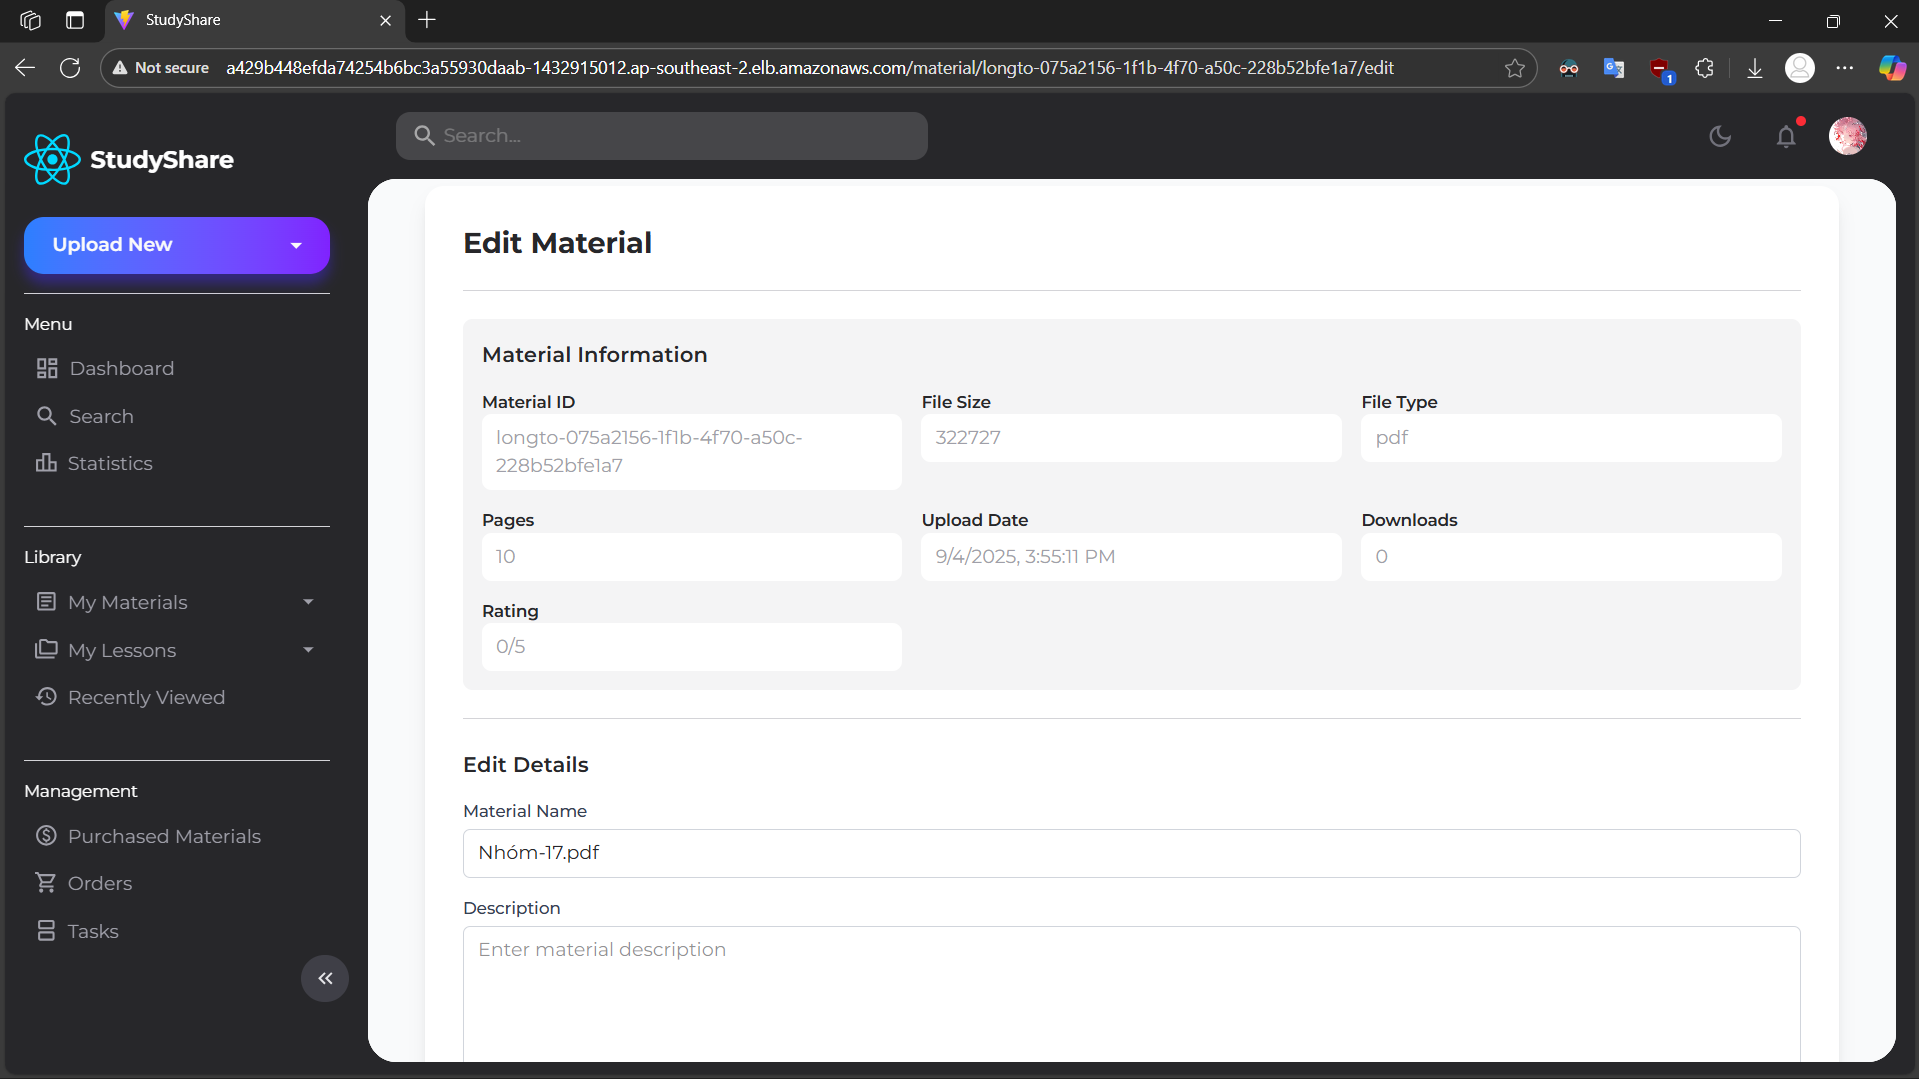 StudyShare
Not secure
a429b448efda74254b6bc3a55930daab-1432915012.ap-southeast-2.elb.amazonaws.com/material/longto-075a2156-1f1b-4f70-a50c-228b52bfe1a7/edit
1
StudyShare
Search...
Upload New
Menu
Dashboard
Search
Statistics
Library
My Materials
My Lessons
Recently Viewed
Management
Purchased Materials
Orders
Tasks
Edit Material
Material Information
Material ID
longto-075a2156-1f1b-4f70-a50c-
228b52bfe1a7
File Size
322727
File Type
pdf
Pages
10
Upload Date
9/4/2025, 3:55:11 PM
Downloads
0
Rating
0/5
Edit Details
Material Name
Nhóm-17.pdf
Description
Enter material description